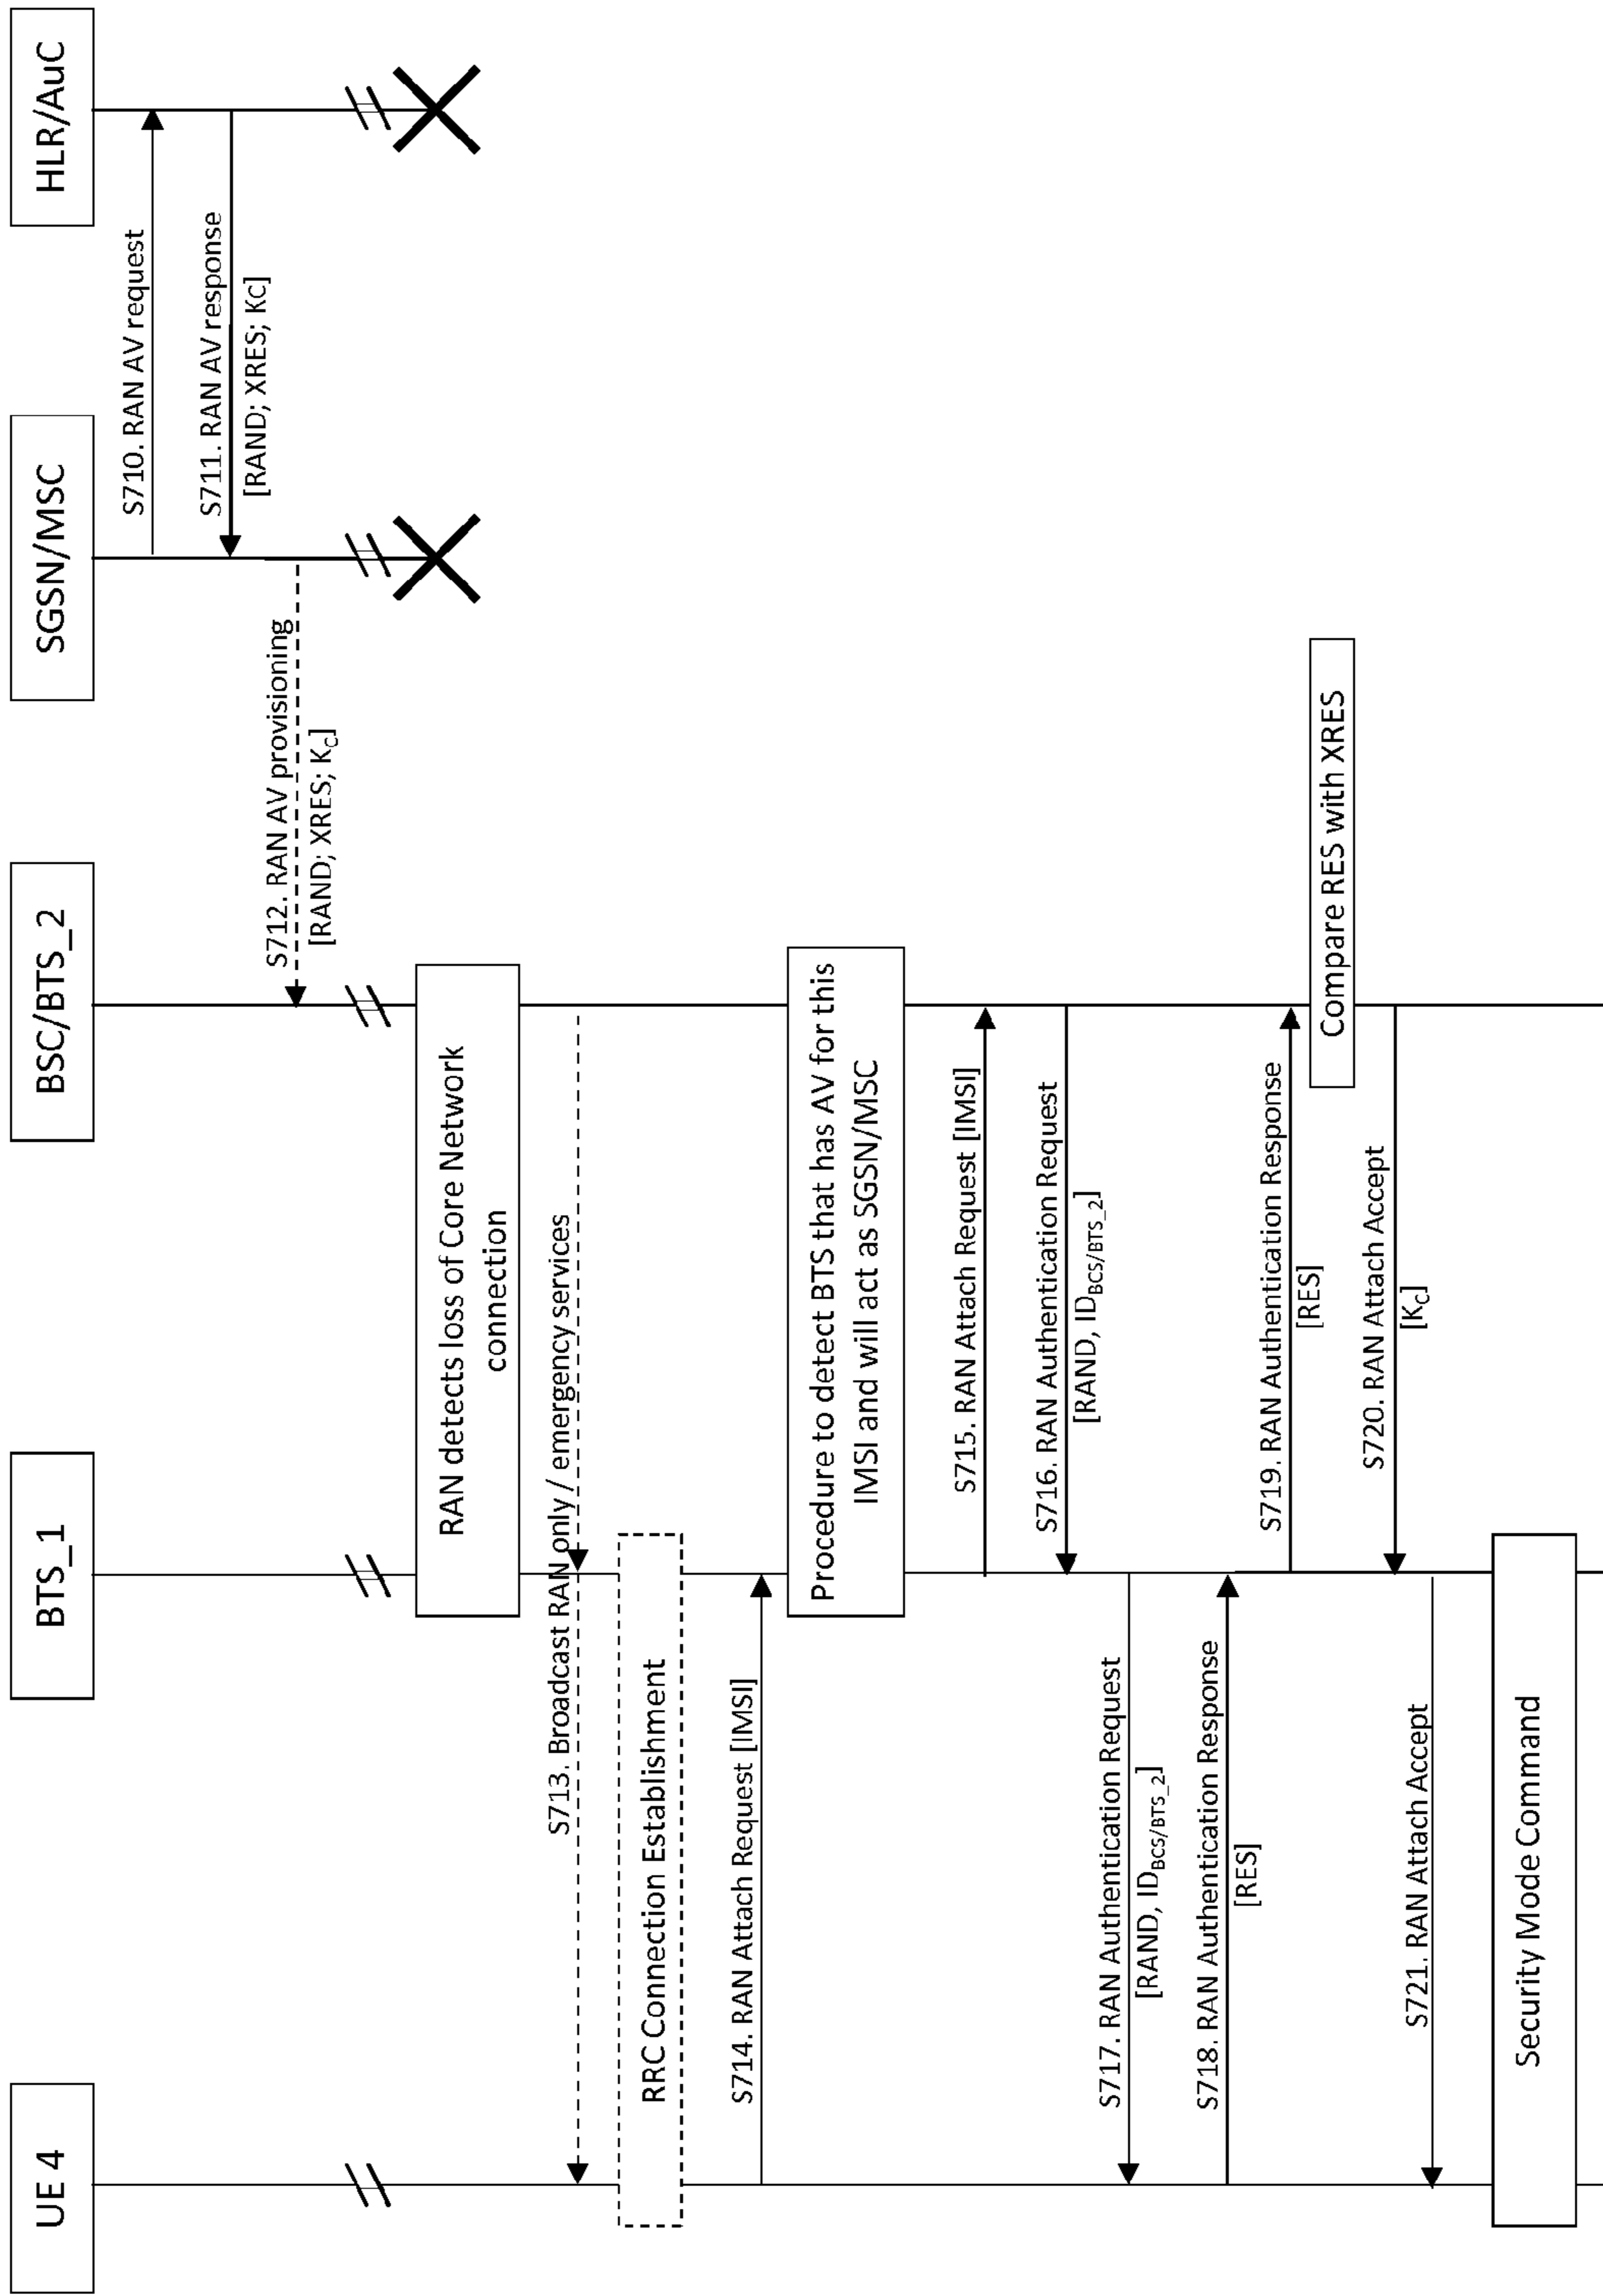 UE 4
BTS_1
BSC/BTS_2
SGSN/MSC
HLR/AuC
S710. RAN AV request
S711. RAN AV response
[RAND; XRES; KC]
S712. RAN AV provisioning
[RAND; XRES; KC]
RAN detects loss of Core Network
connection
S713. Broadcast RAN only / emergency services
RRC Connection Establishment
S714. RAN Attach Request [IMSI]
Procedure to detect BTS that has AV for this
IMSI and will act as SGSN/MSC
S715. RAN Attach Request [IMSI]
S716. RAN Authentication Request
[RAND, IDBCS/BTS_2]
S717. RAN Authentication Request
[RAND, IDBCS/BTS_2]
S718. RAN Authentication Response
[RES]
S719. RAN Authentication Response
[RES]
Compare RES with XRES
S720. RAN Attach Accept
[KC]
S721. RAN Attach Accept
Security Mode Command